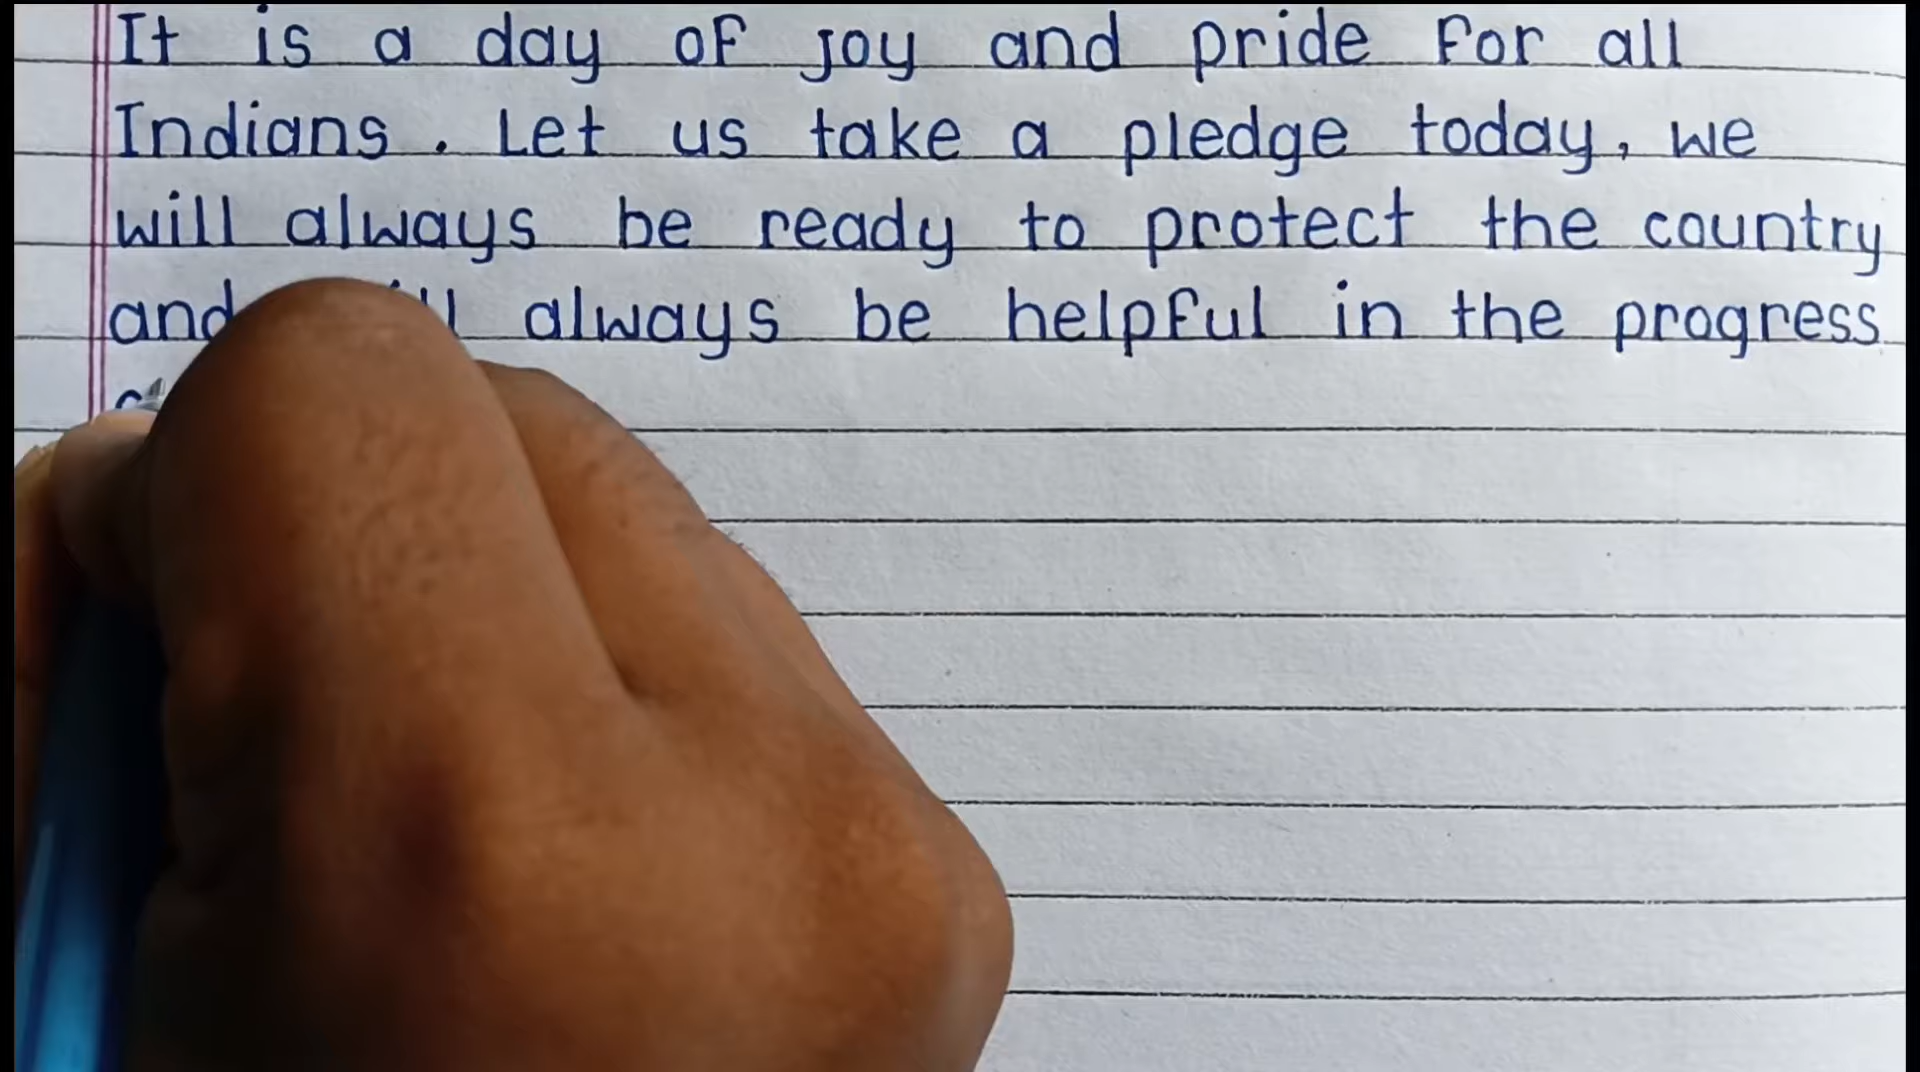 It is a day of joy and pride for all
Indians. Let us take a pledge today, we
will always be ready to protect the country
and will always be helpful in the progress